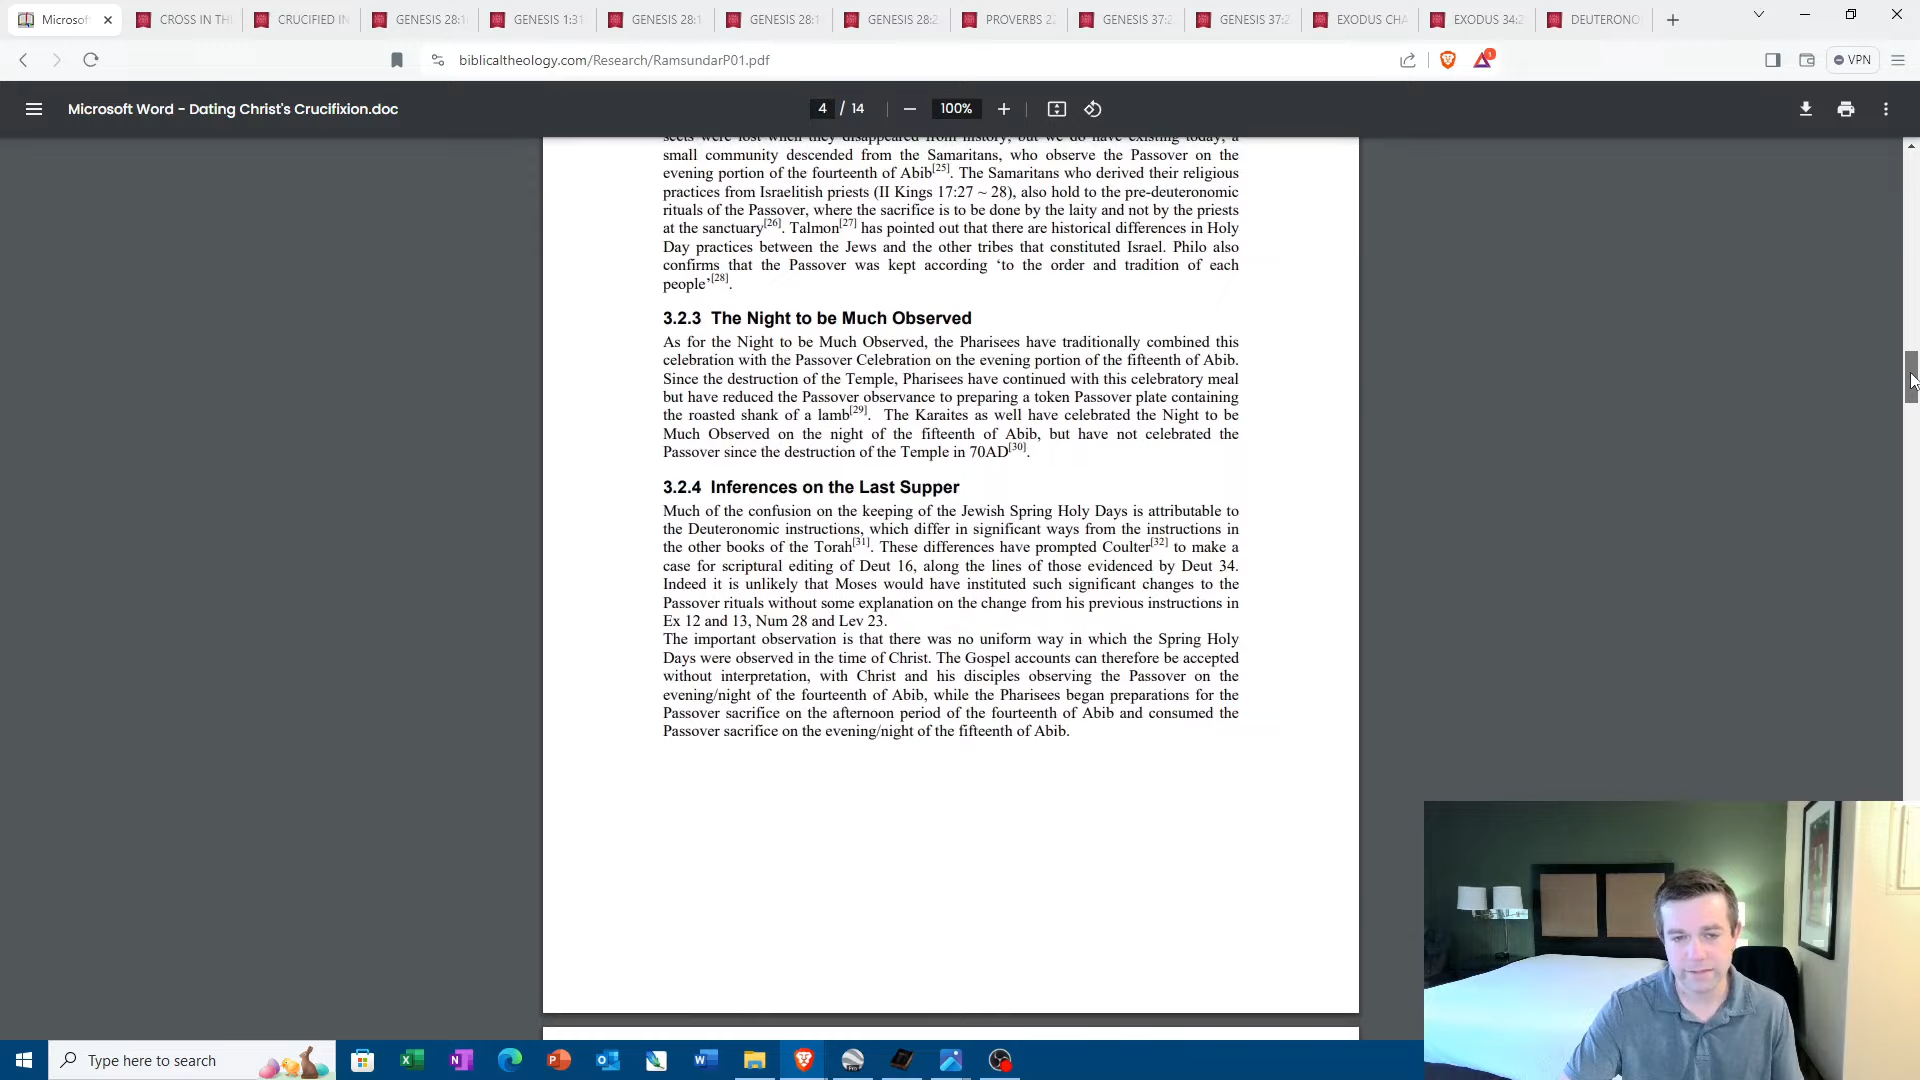 Microsof
CROSS IN TH
CRUCIFIED IN
GENESIS 28:1
GENESIS 1:31
GENESIS 28:1
GENESIS 28:1
GENESIS 28:2
PROVERBS 22
GENESIS 37:2
GENESIS 37:2
EXODUS CHA
EXODUS 34:2
DEUTERONO
biblicaltheology.com/Research/RamsundarP01.pdf
1
VPN
Microsoft Word - Dating Christ's Crucifixion.doc
4 / 14
100%
sects were lost when they disappeared from history, but we do have existing today, a
small community descended from the Samaritans, who observe the Passover on the
evening portion of the fourteenth of Abib[25]. The Samaritans who derived their religious
practices from Israelitish priests (II Kings 17:27 ~ 28), also hold to the pre-deuteronomic
rituals of the Passover, where the sacrifice is to be done by the laity and not by the priests
at the sanctuary[26]. Talmon[27] has pointed out that there are historical differences in Holy
Day practices between the Jews and the other tribes that constituted Israel. Philo also
confirms that the Passover was kept according ‘to the order and tradition of each
people’[28].
3.2.3 The Night to be Much Observed
As for the Night to be Much Observed, the Pharisees have traditionally combined this
celebration with the Passover Celebration on the evening portion of the fifteenth of Abib.
Since the destruction of the Temple, Pharisees have continued with this celebratory meal
but have reduced the Passover observance to preparing a token Passover plate containing
the roasted shank of a lamb[29]. The Karaites as well have celebrated the Night to be
Much Observed on the night of the fifteenth of Abib, but have not celebrated the
Passover since the destruction of the Temple in 70AD[30].
3.2.4 Inferences on the Last Supper
Much of the confusion on the keeping of the Jewish Spring Holy Days is attributable to
the Deuteronomic instructions, which differ in significant ways from the instructions in
the other books of the Torah[31]. These differences have prompted Coulter[32] to make a
case for scriptural editing of Deut 16, along the lines of those evidenced by Deut 34.
Indeed it is unlikely that Moses would have instituted such significant changes to the
Passover rituals without some explanation on the change from his previous instructions in
Ex 12 and 13, Num 28 and Lev 23.
The important observation is that there was no uniform way in which the Spring Holy
Days were observed in the time of Christ. The Gospel accounts can therefore be accepted
without interpretation, with Christ and his disciples observing the Passover on the
evening/night of the fourteenth of Abib, while the Pharisees began preparations for the
Passover sacrifice on the afternoon period of the fourteenth of Abib and consumed the
Passover sacrifice on the evening/night of the fifteenth of Abib.
Type here to search